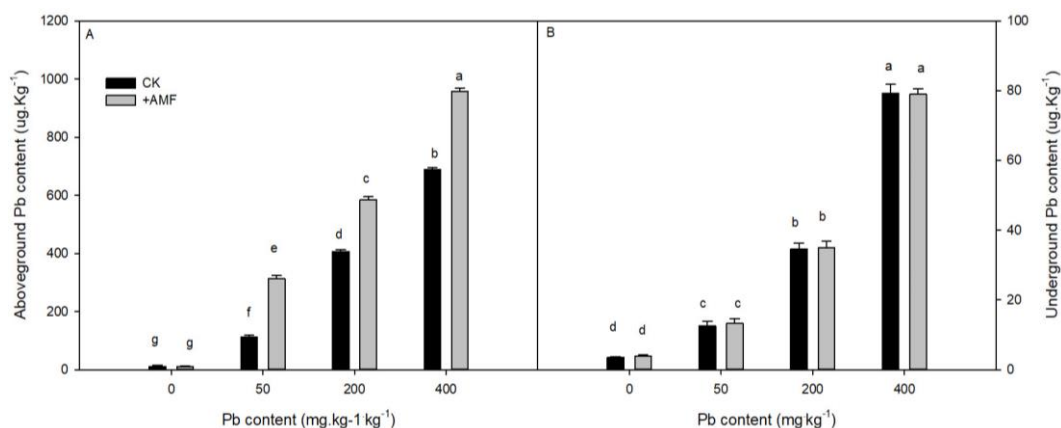 A
B
CK
+AMF
Aboveground Pb content (ug.Kg⁻¹)
1200
1000
800
600
400
200
0
g
g
f
e
d
c
b
a
0
50
200
400
Pb content (mg.kg-1·kg⁻¹)
d
d
c
c
b
b
a
a
0
50
200
400
Pb content (mg·kg⁻¹)
100
80
60
40
20
0
Underground Pb content (ug.Kg⁻¹)